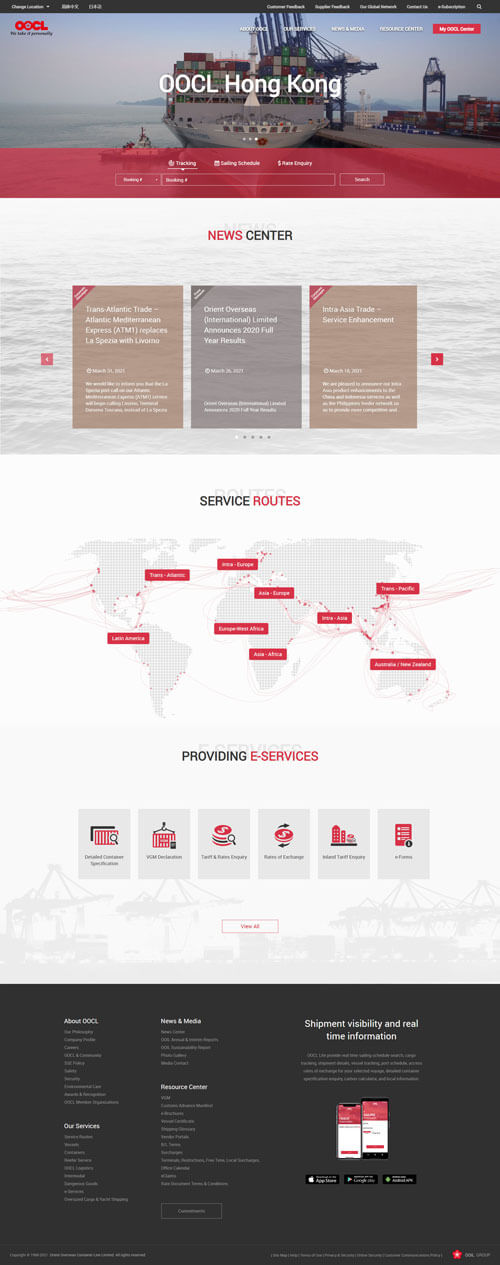 Change Location
简体中文
日本語
Customer Feedback
Supplier Feedback
Our Global Network
Contact Us
e-Subscription
OOCL
We take it personally
ABOUT OOCL
OUR SERVICES
NEWS & MEDIA
RESOURCE CENTER
My OOCL Center
OOCL Hong Kong
Tracking
Sailing Schedule
$ Rate Enquiry
Booking #
Booking #
Search
NEWS
NEWS CENTER
Trans-Atlantic Trade –
Atlantic Mediterranean
Express (ATM1) replaces
La Spezia with Livorno
March 31, 2021
We would like to inform you that the La
Spezia port call on our Atlantic
Mediterranean Express (ATM1) service
will begin calling Livorno, Terminal
Darsena Toscana, instead of La Spezia
Orient Overseas
(International) Limited
Announces 2020 Full
Year Results
March 26, 2021
Orient Overseas (International) Limited
Announces 2020 Full Year Results
Intra-Asia Trade –
Service Enhancement
March 18, 2021
We are pleased to announce our Intra
Asia product enhancements to the
China and Indonesia services as well
as the Philippines feeder network so
as to provide more competitive and
ROUTES
SERVICE ROUTES
Intra - Europe
Trans - Atlantic
Asia - Europe
Trans - Pacific
Intra - Asia
Latin America
Europe-West Africa
Asia - Africa
Australia / New Zealand
E-SERVICES
PROVIDING E-SERVICES
Detailed Container
Specification
VGM Declaration
Tariff & Rates Enquiry
Rates of Exchange
Inland Tariff Enquiry
e-Forms
View All
About OOCL
Our Philosophy
Company Profile
Careers
OOCL & Community
SQE Policy
Safety
Security
Environmental Care
Awards & Recognition
OOCL Member Organizations
Our Services
Service Routes
Vessels
Containers
Reefer Service
OOCL Logistics
Intermodal
Dangerous Goods
e-Services
Oversized Cargo & Yacht Shipping
News & Media
News Center
OOIL Annual & Interim Reports
OOIL Sustainability Report
Photo Gallery
Media Contact
Resource Center
VGM
Customs Advance Manifest
e-Brochures
Vessel Certificate
Shipping Glossary
Vendor Portals
B/L Terms
Surcharges
Terminals, Restrictions, Free Time, Local Surcharges
Office Calendar
eClaims
Rate Document Terms & Conditions
Commitments
Shipment visibility and real
time information
OOCL Lite provide real time sailing schedule search, cargo
tracking, shipment details, vessel tracking, port schedule, access
rates of exchange for your selected voyage, detailed container
specification enquiry, carbon calculator, and local information.
App Store
Google play
Android APK
Copyright © 1998-2021 Orient Overseas Container Line Limited. All rights reserved.
| Site Map | Help | Terms of Use | Privacy & Security | Online Security | Customer Communications Policy |
OOIL GROUP